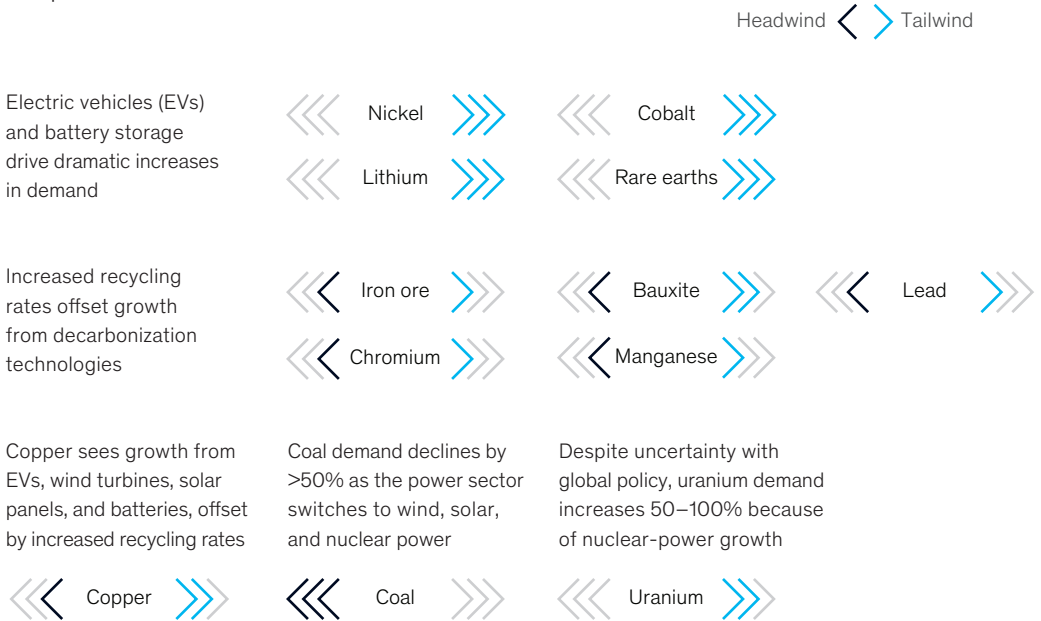 Headwind Tailwind
Electric vehicles (EVs)
and battery storage
drive dramatic increases
in demand
Nickel
Cobalt
Lithium
Rare earths
Increased recycling
rates offset growth
from decarbonization
technologies
Iron ore
Bauxite
Lead
Chromium
Manganese
Copper sees growth from
EVs, wind turbines, solar
panels, and batteries, offset
by increased recycling rates
Copper
Coal demand declines by
>50% as the power sector
switches to wind, solar,
and nuclear power
Coal
Despite uncertainty with
global policy, uranium demand
increases 50–100% because
of nuclear-power growth
Uranium